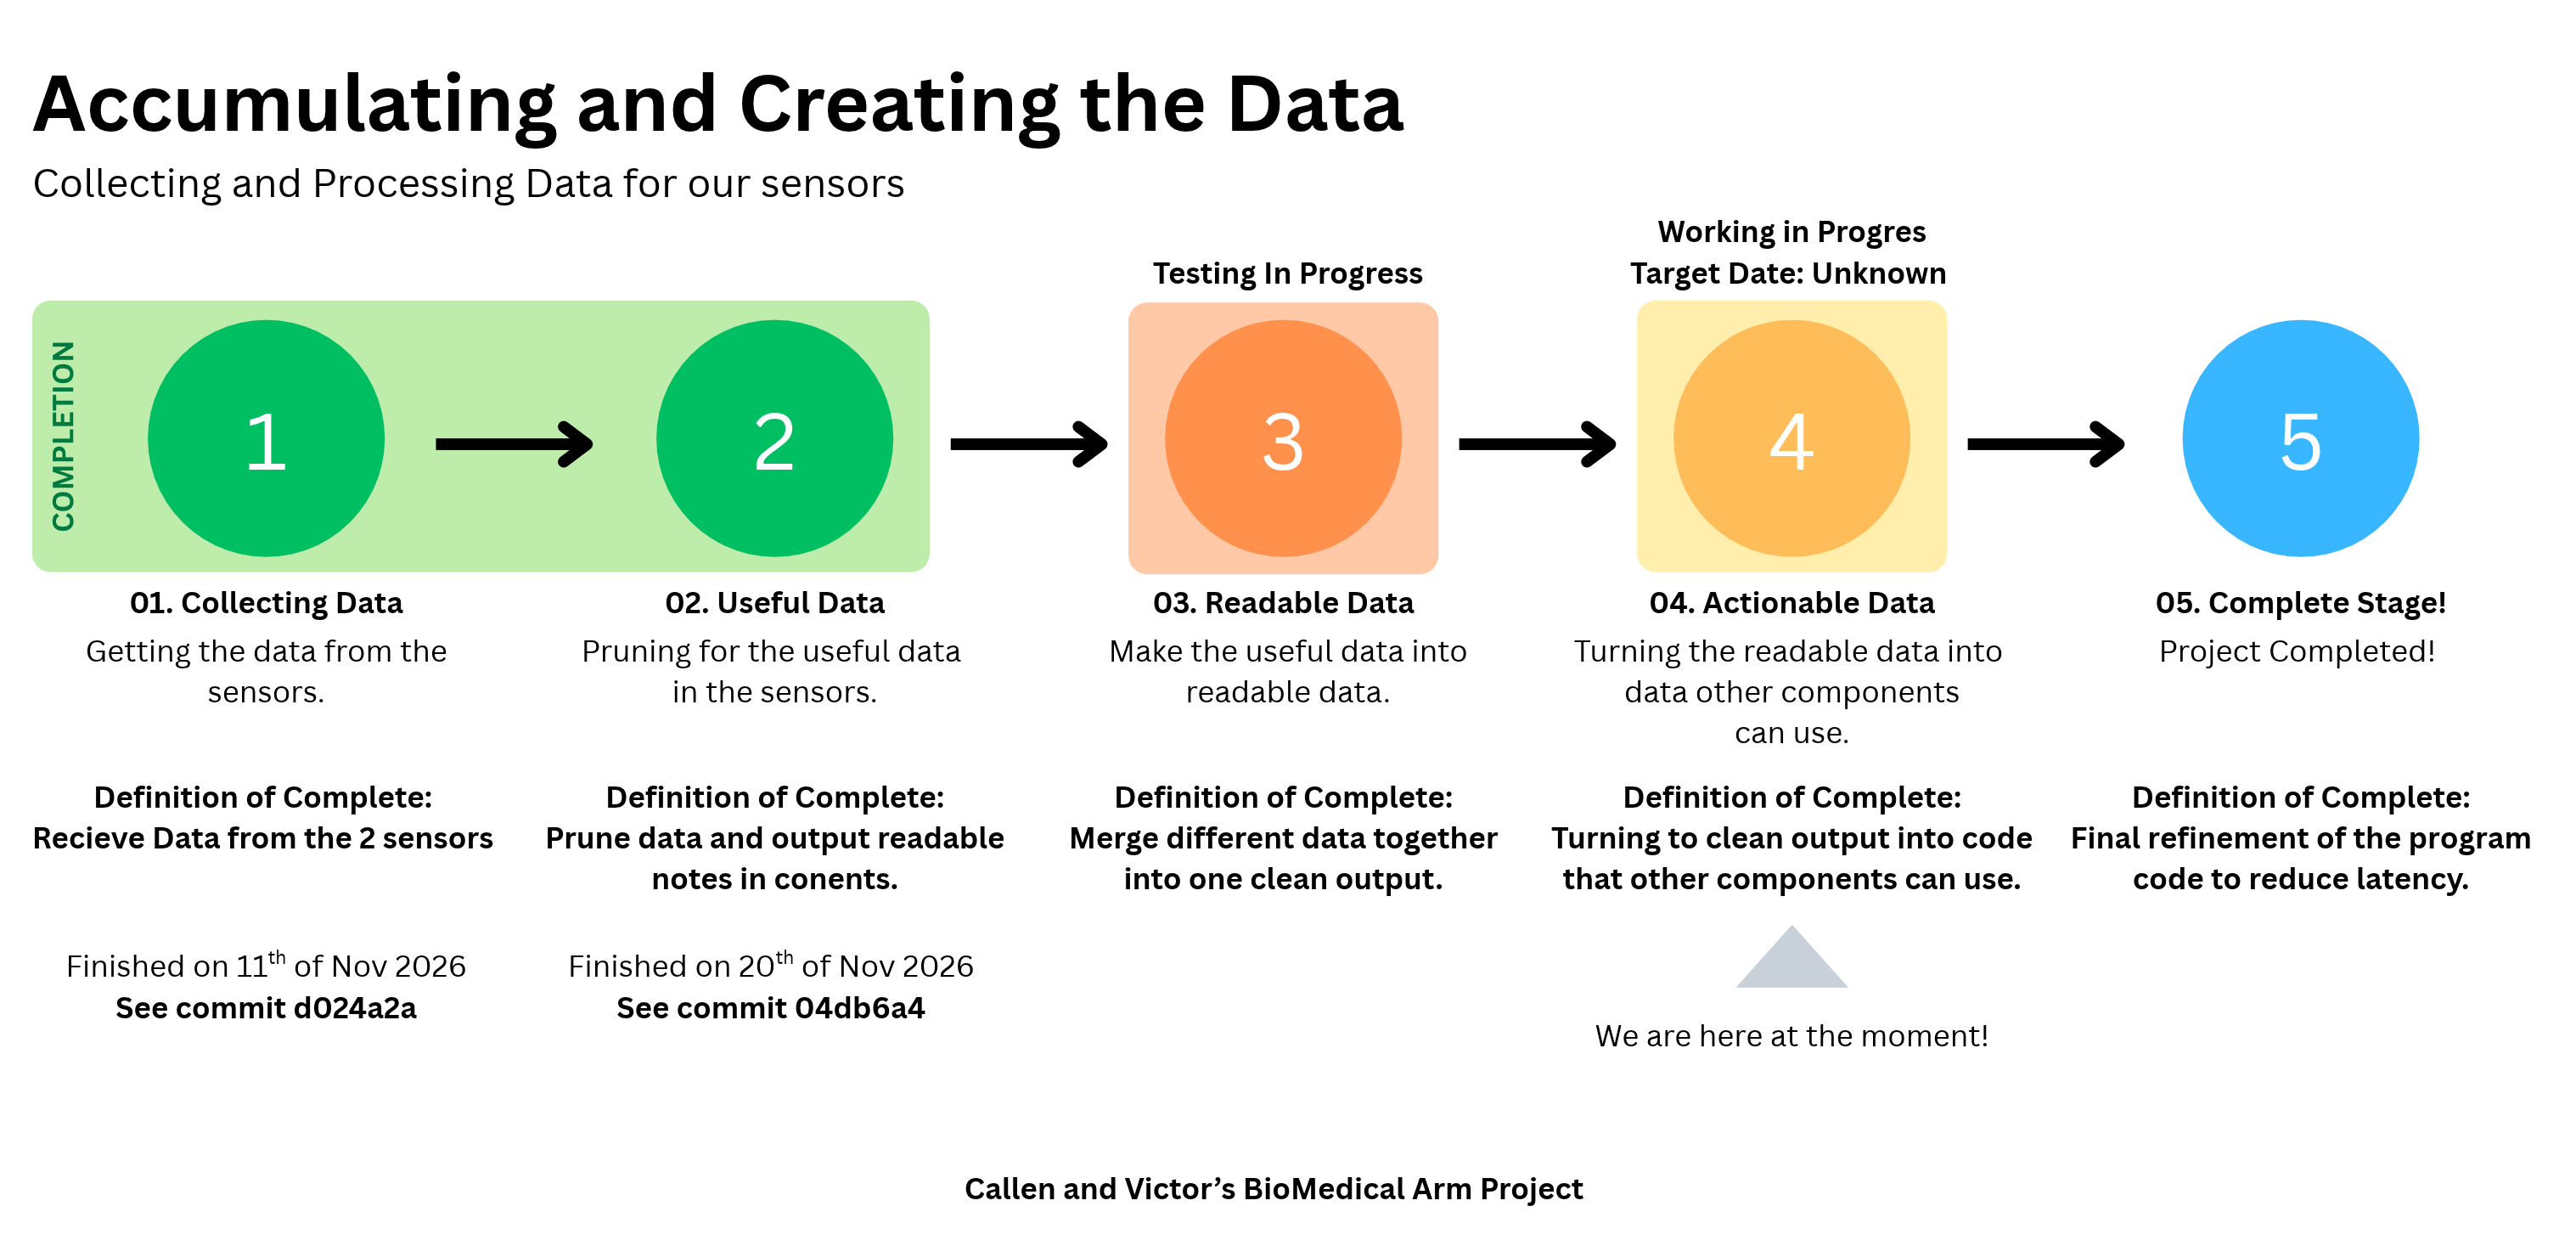 Accumulating and Creating the Data
Collecting and Processing Data for our sensors
Testing In Progress
Working in Progres
Target Date: Unknown
COMPLETION
1
2
3
4
5
01. Collecting Data
Getting the data from the
sensors.
Definition of Complete:
Recieve Data from the 2 sensors
Finished on 11th of Nov 2026
See commit d024a2a
02. Useful Data
Pruning for the useful data
in the sensors.
Definition of Complete:
Prune data and output readable
notes in conents.
Finished on 20th of Nov 2026
See commit 04db6a4
03. Readable Data
Make the useful data into
readable data.
Definition of Complete:
Merge different data together
into one clean output.
04. Actionable Data
Turning the readable data into
data other components
can use.
Definition of Complete:
Turning to clean output into code
that other components can use.
We are here at the moment!
05. Complete Stage!
Project Completed!
Definition of Complete:
Final refinement of the program
code to reduce latency.
Callen and Victor’s BioMedical Arm Project